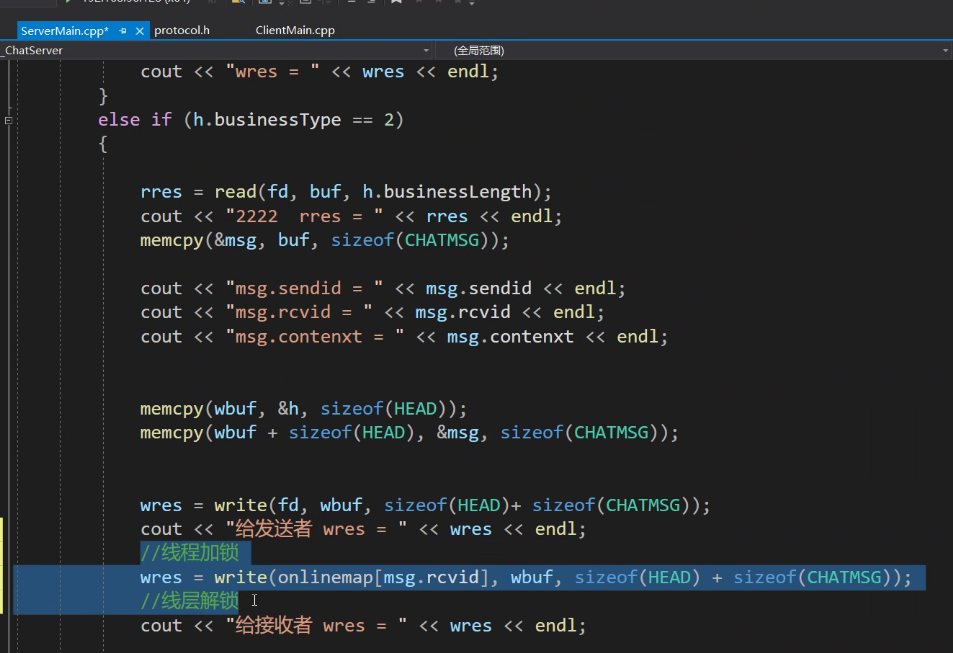 ServerMain.cpp* protocol.h ClientMain.cpp
_ChatServer (全局范围)
cout << "wres = " << wres << endl;
}
else if (h.businessType == 2)
{
rres = read(fd, buf, h.businessLength);
cout << "2222  rres = " << rres << endl;
memcpy(&msg, buf, sizeof(CHATMSG));
cout << "msg.sendid = " << msg.sendid << endl;
cout << "msg.rcvid = " << msg.rcvid << endl;
cout << "msg.contenxt = " << msg.contenxt << endl;
memcpy(wbuf, &h, sizeof(HEAD));
memcpy(wbuf + sizeof(HEAD), &msg, sizeof(CHATMSG));
wres = write(fd, wbuf, sizeof(HEAD)+ sizeof(CHATMSG));
cout << "给发送者 wres = " << wres << endl;
//线程加锁
wres = write(onlinemap[msg.rcvid], wbuf, sizeof(HEAD) + sizeof(CHATMSG));
//线层解锁
cout << "给接收者 wres = " << wres << endl;